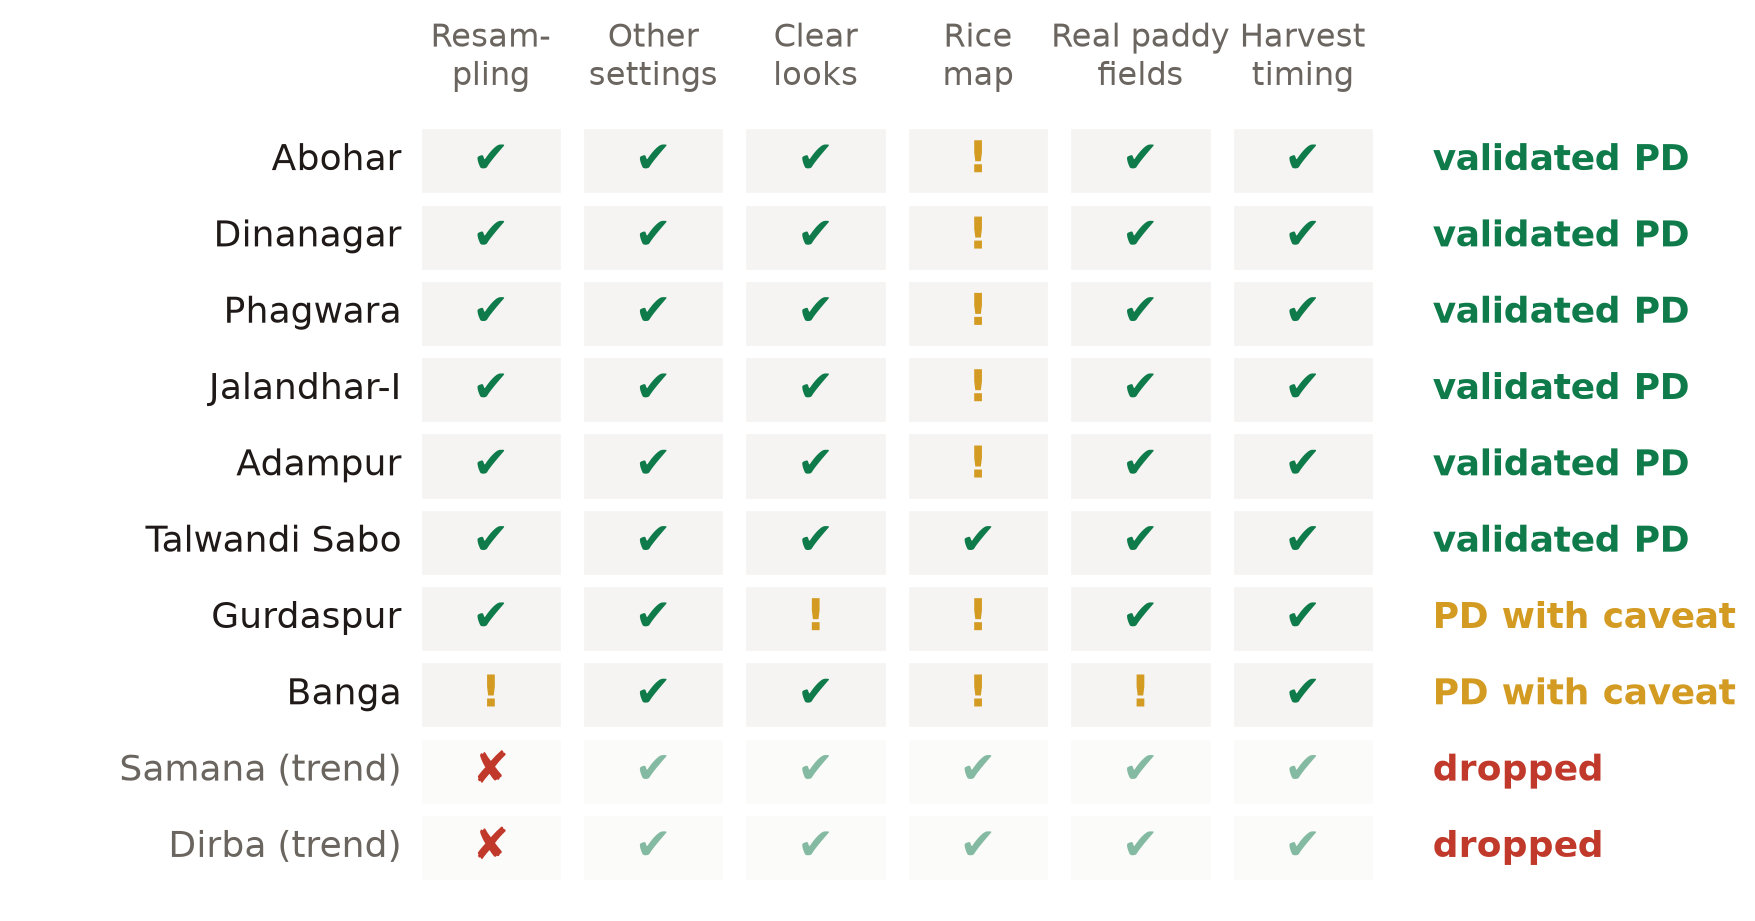 Resam- Other Clear Rice Real paddy Harvest
pling settings looks map fields timing
Abohar ✔ ✔ ✔ ! ✔ ✔ validated PD
Dinanagar ✔ ✔ ✔ ! ✔ ✔ validated PD
Phagwara ✔ ✔ ✔ ! ✔ ✔ validated PD
Jalandhar-I ✔ ✔ ✔ ! ✔ ✔ validated PD
Adampur ✔ ✔ ✔ ! ✔ ✔ validated PD
Talwandi Sabo ✔ ✔ ✔ ✔ ✔ ✔ validated PD
Gurdaspur ✔ ✔ ! ! ✔ ✔ PD with caveat
Banga ! ✔ ✔ ! ! ✔ PD with caveat
Samana (trend) ✘ ✔ ✔ ✔ ✔ ✔ dropped
Dirba (trend) ✘ ✔ ✔ ✔ ✔ ✔ dropped